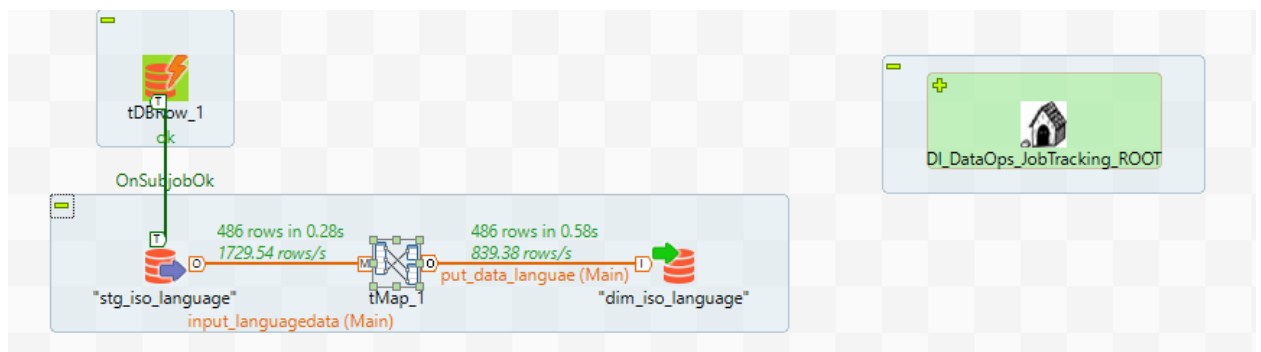 T
tDBRow_1
ok
OnSubjobOk
T
486 rows in 0.28s
1729.54 rows/s
O
M
"stg_iso_language"
input_languagedata (Main)
tMap_1
486 rows in 0.58s
839.38 rows/s
O
put_data_languae (Main)
I
"dim_iso_language"
DI_DataOps_JobTracking_ROOT